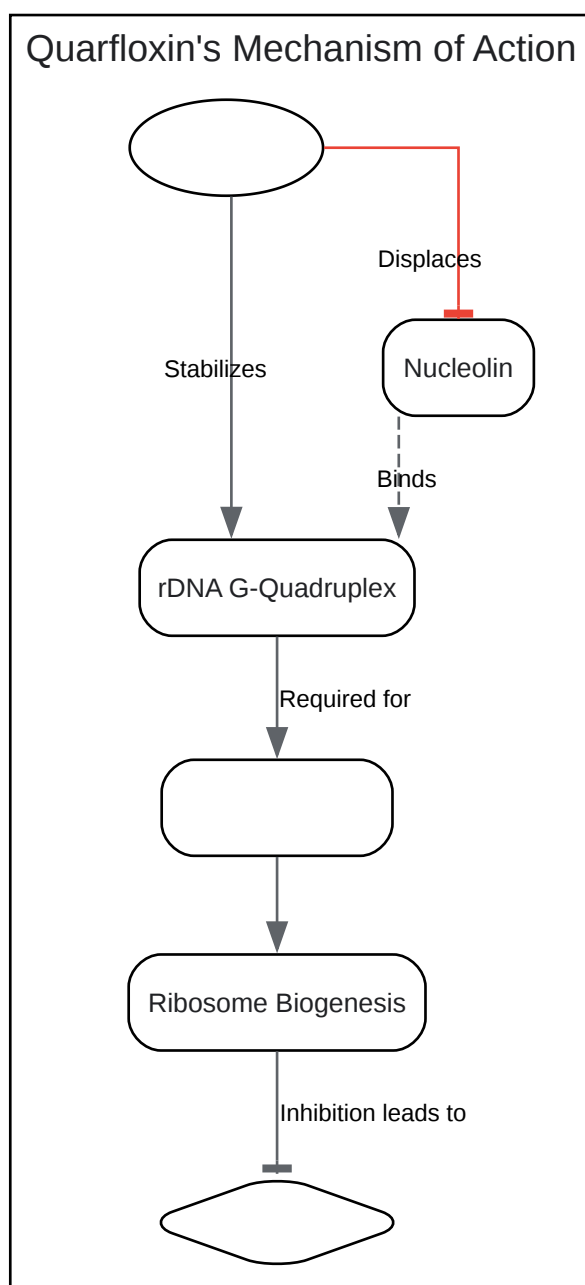 Quarfloxin's Mechanism of Action
Displaces
Stabilizes
Nucleolin
Binds
rDNA G-Quadruplex
Required for
Ribosome Biogenesis
Inhibition leads to